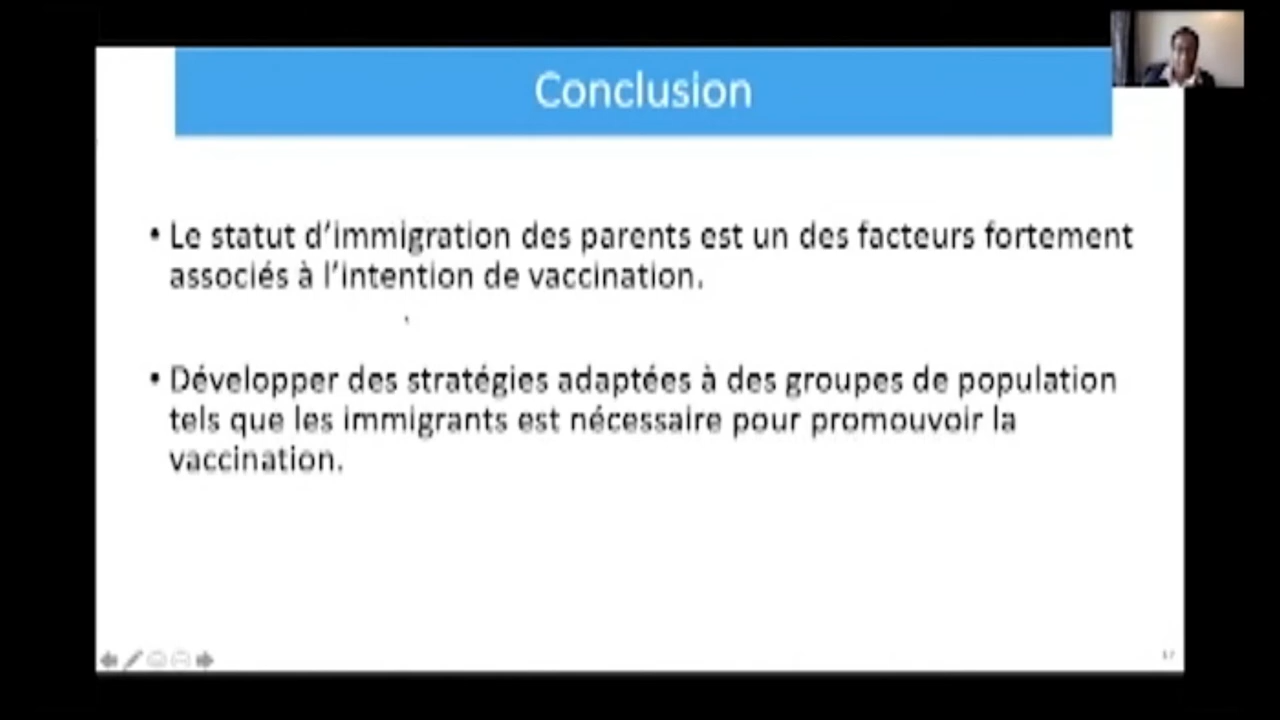 Conclusion
• Le statut d'immigration des parents est un des facteurs fortement
associés à l'intention de vaccination.
• Développer des stratégies adaptées à des groupes de population
tels que les immigrants est nécessaire pour promouvoir la
vaccination.